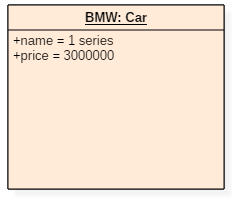 BMW: Car
+name = 1 series
+price = 3000000